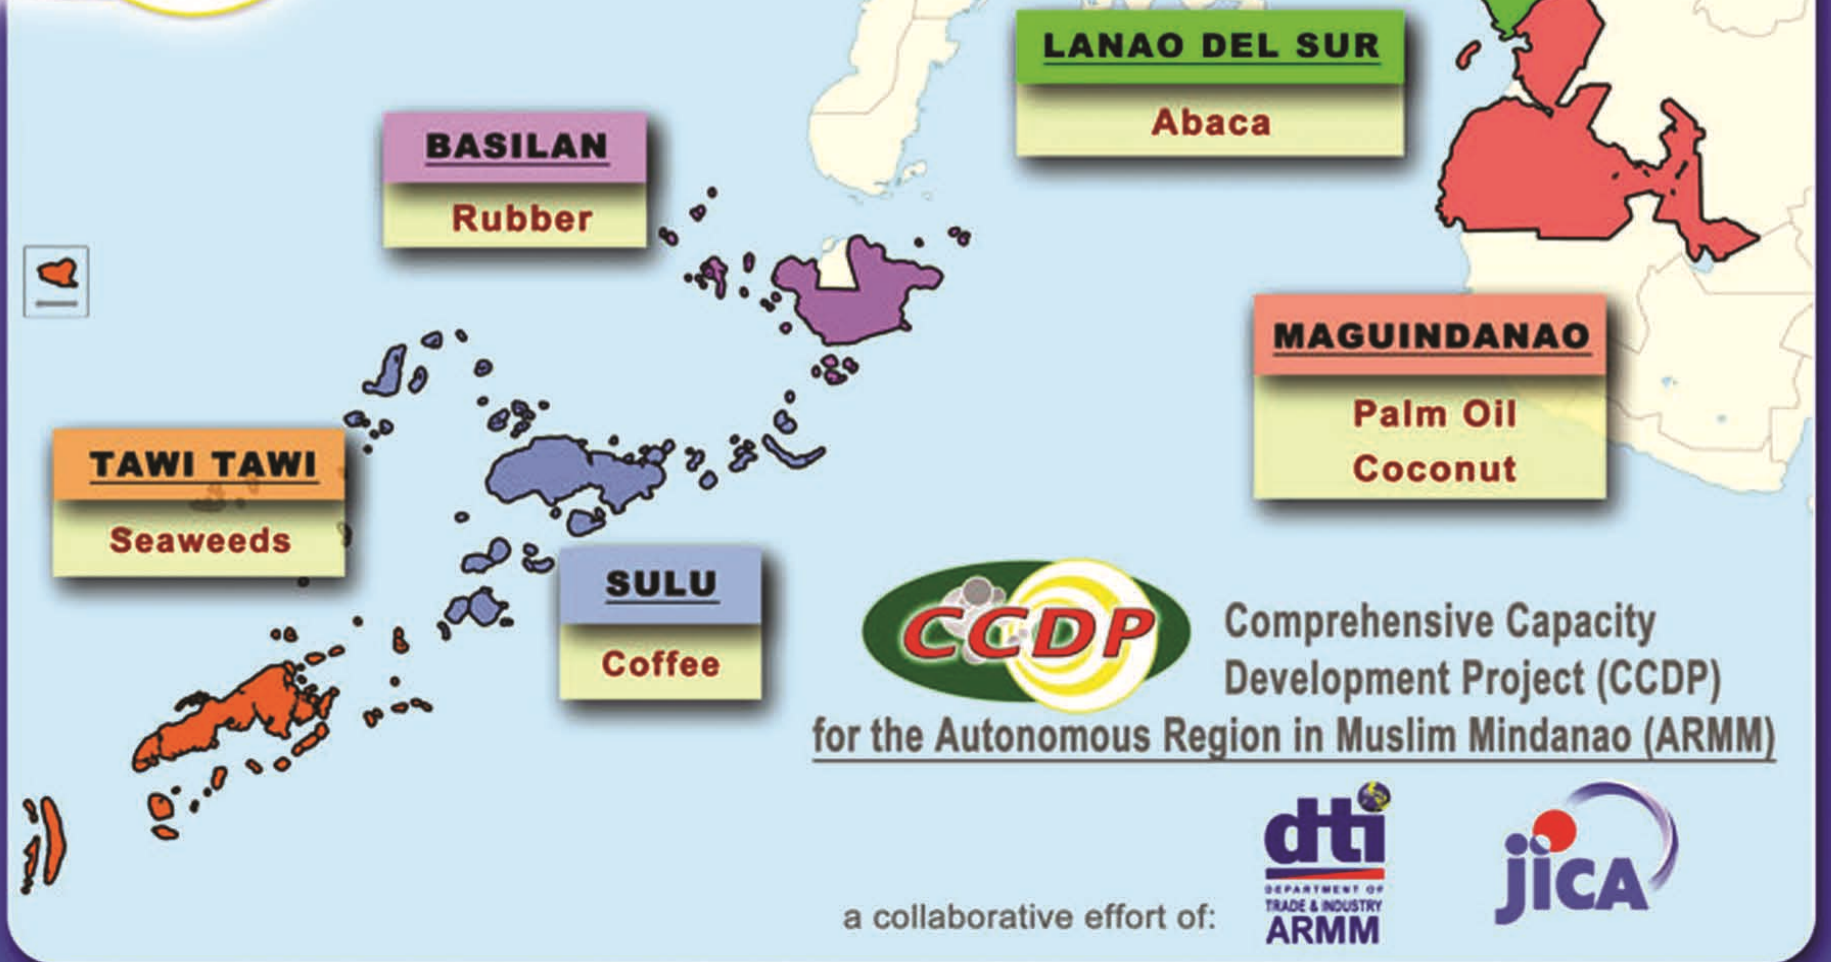 LANAO DEL SUR
Abaca
BASILAN
Rubber
MAGUINDANAO
Palm Oil
Coconut
TAWI TAWI
Seaweeds
SULU
Coffee
CCDP
Comprehensive Capacity
Development Project (CCDP)
for the Autonomous Region in Muslim Mindanao (ARMM)
a collaborative effort of:
dti
DEPARTMENT OF
TRADE & INDUSTRY
ARMM
jICA